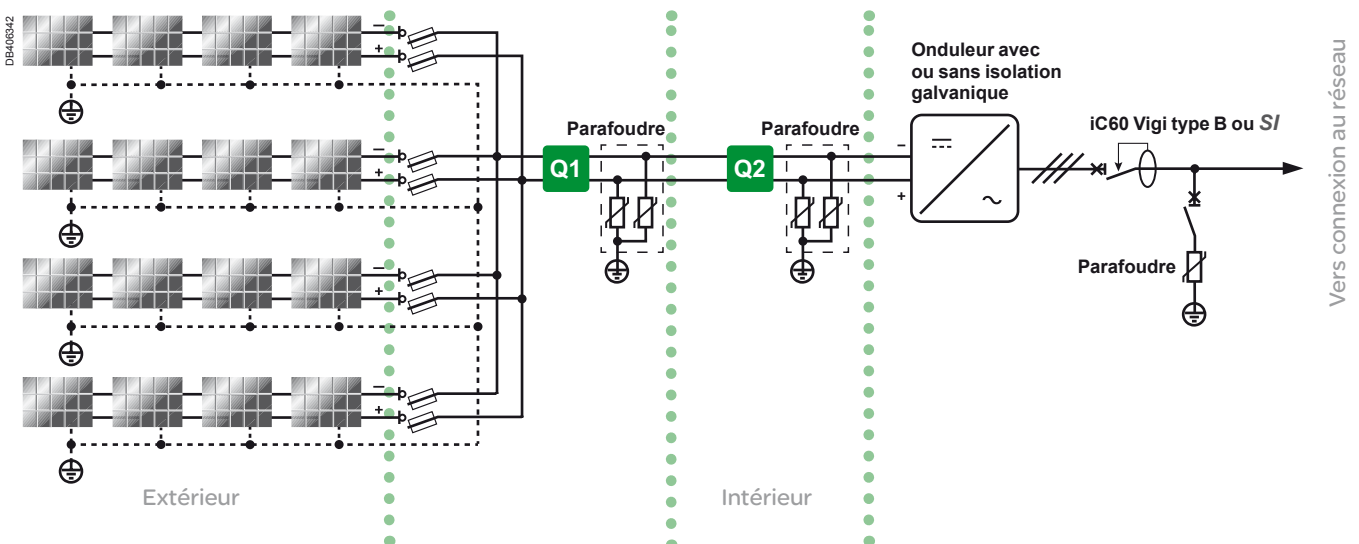 DB406342
–
+
–
+
–
+
–
+
Parafoudre
Q1
Parafoudre
Q2
Onduleur avec
ou sans isolation
galvanique
–
+
iC60 Vigi type B ou SI
Parafoudre
Vers connexion au réseau
Extérieur
Intérieur